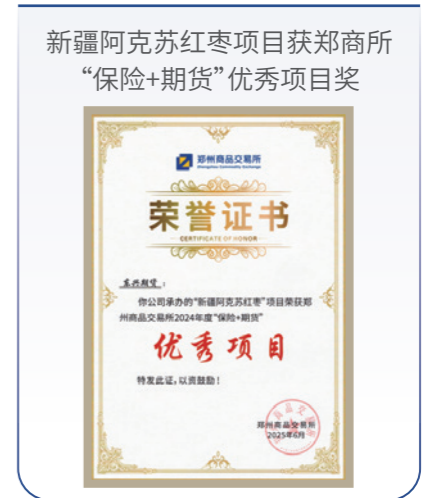 新疆阿克苏红枣项目获郑商所
“保险+期货”优秀项目奖
郑州商品交易所
Zhengzhou Commodity Exchange
荣誉证书
CERTIFICATE OF HONOR
东兴期货：
你公司承办的“新疆阿克苏红枣”项目荣获郑
州商品交易所2024年度“保险+期货”
优秀项目
特发此证，以资鼓励！
郑州商品交易所
2025年6月